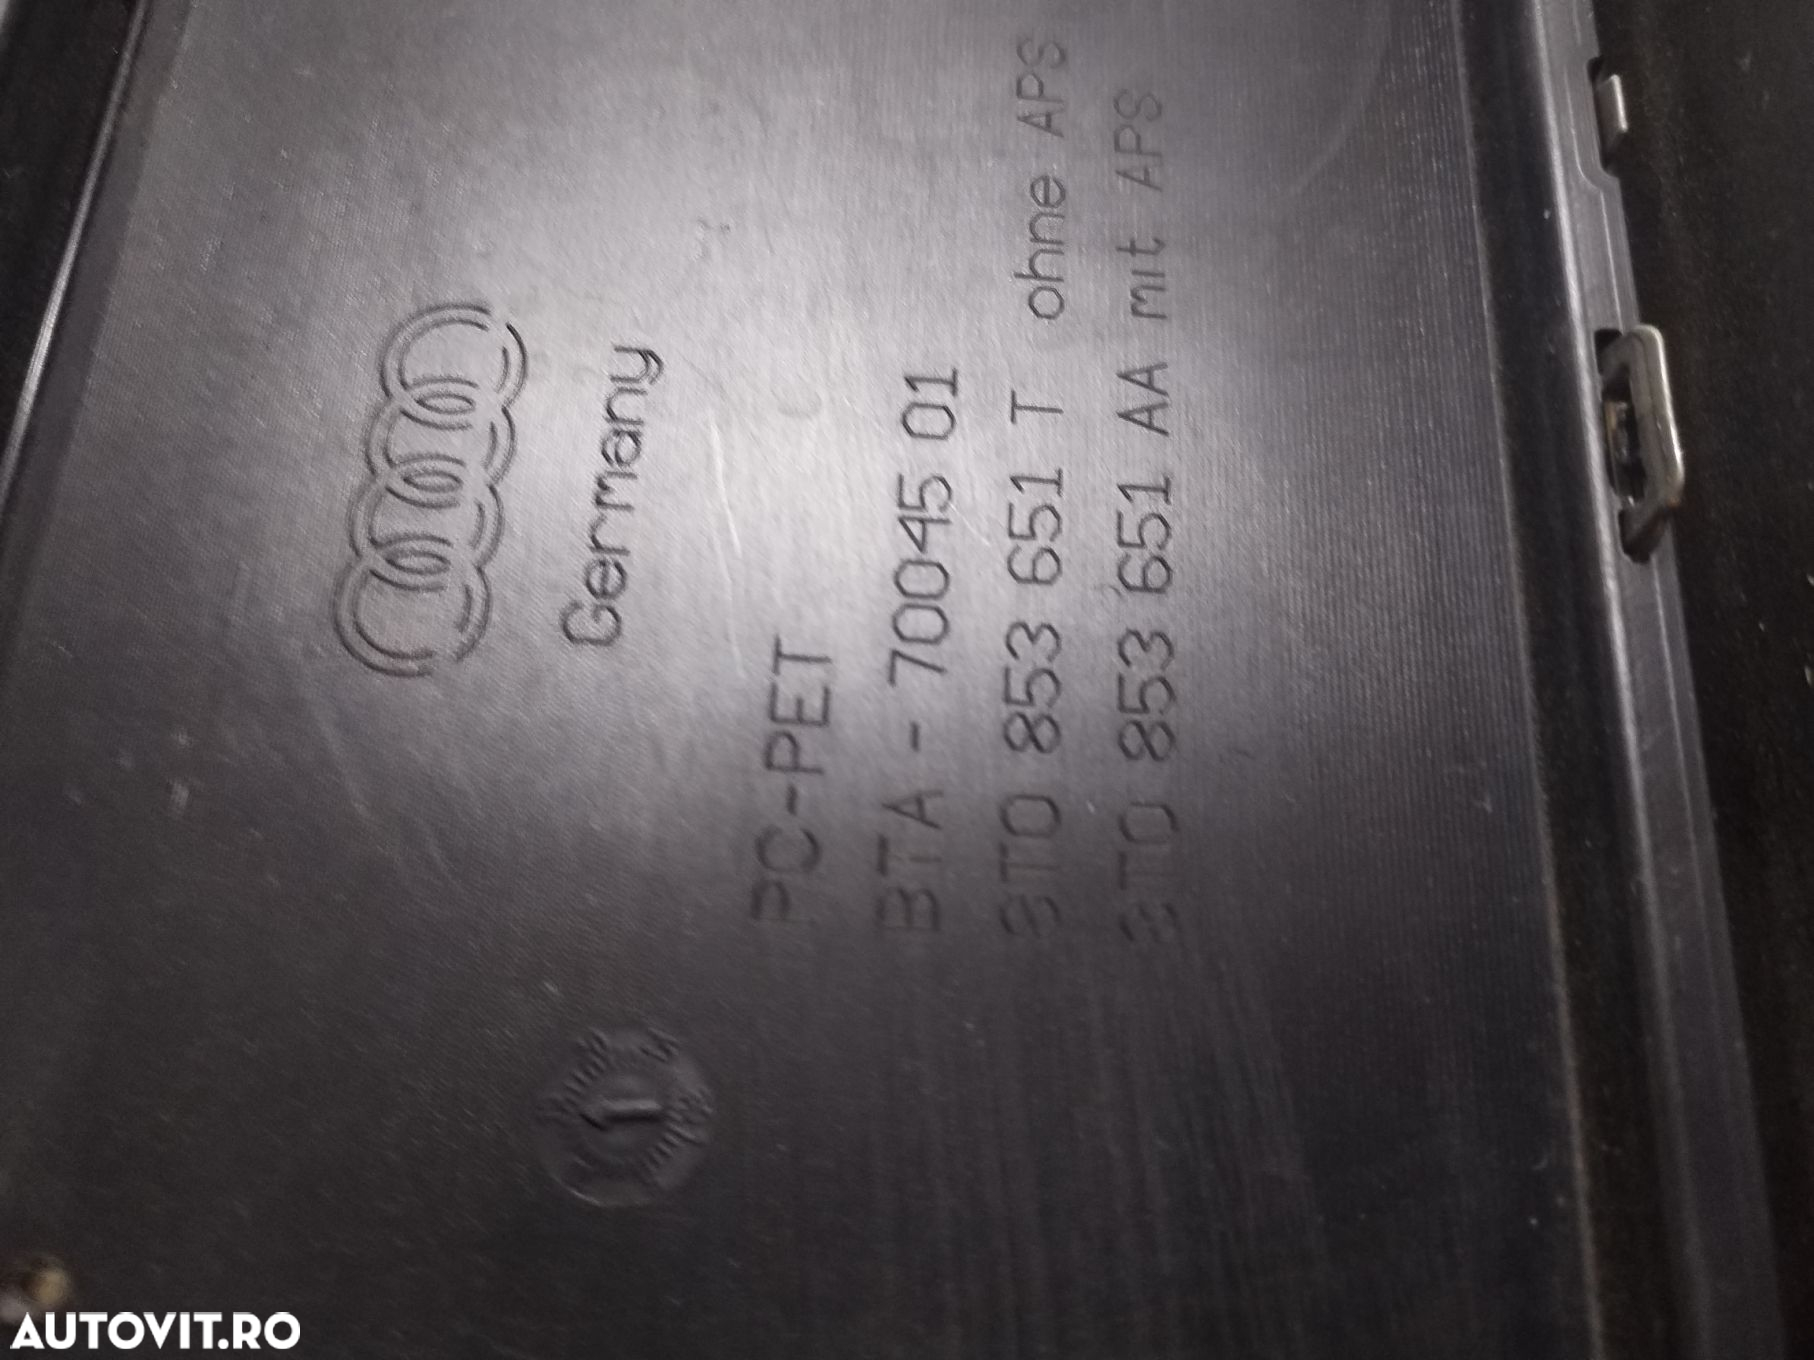 Germany
PC-PET
BTA - 70045 01
8T0 853 651 T ohne APS
8T0 853 651 AA mit APS
AUTOVIT.RO